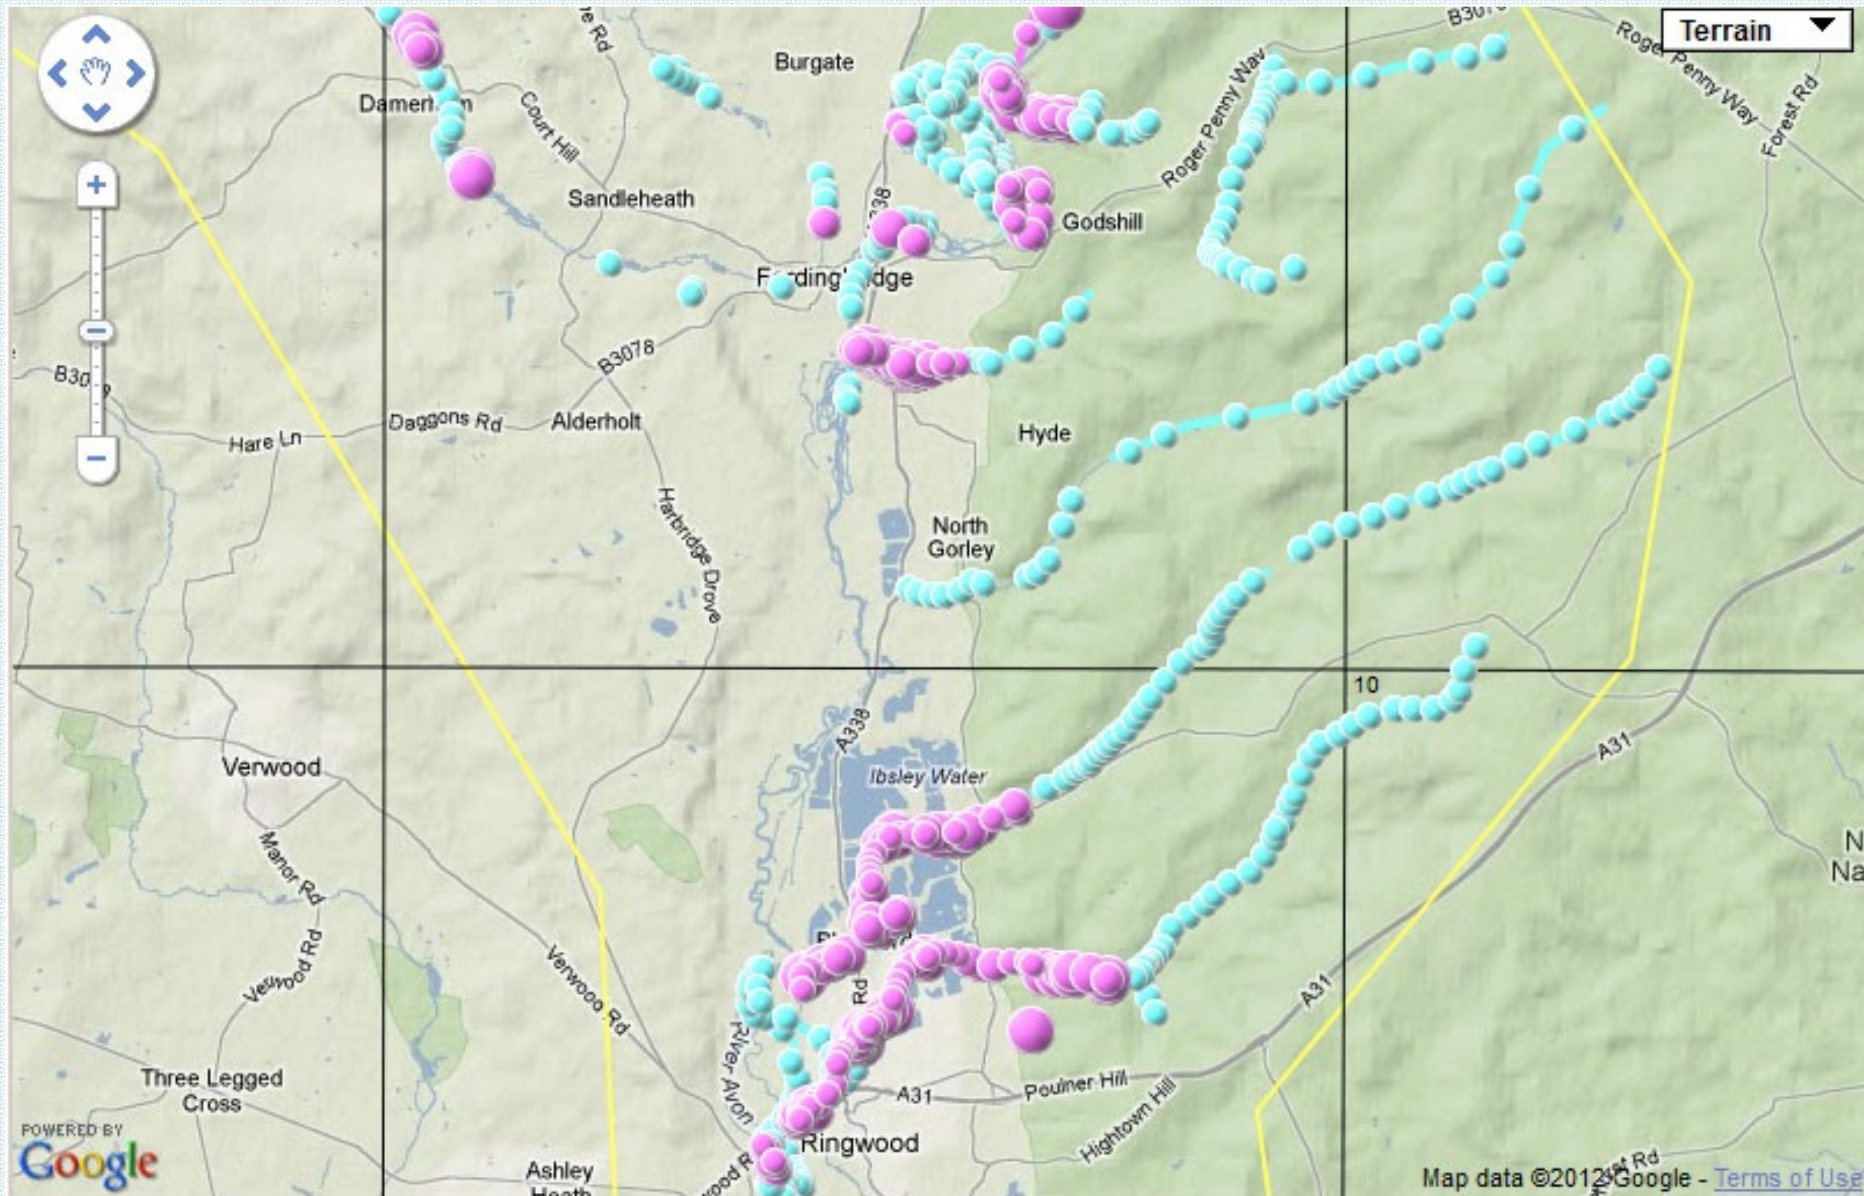 B3078
Terrain
Roger Penny Way
Burgate
Roger Penny Way
Forest Rd
Court Hill
Sandleheath
Godshill
B3078
Daggons Rd
Alderholt
Hare Ln
Hyde
North
Gorley
Harbridge Drove
10
A338
A31
Verwood
Ibsley Water
Manor Rd
Verwood Rd
Verwood Rd
Rd
A31
River Avon
Three Legged
Cross
A31
Poulner Hill
Hightown Hill
POWERED BY
Google
Ringwood
Ashley
Heath
Map data ©2012 Google - Terms of Use